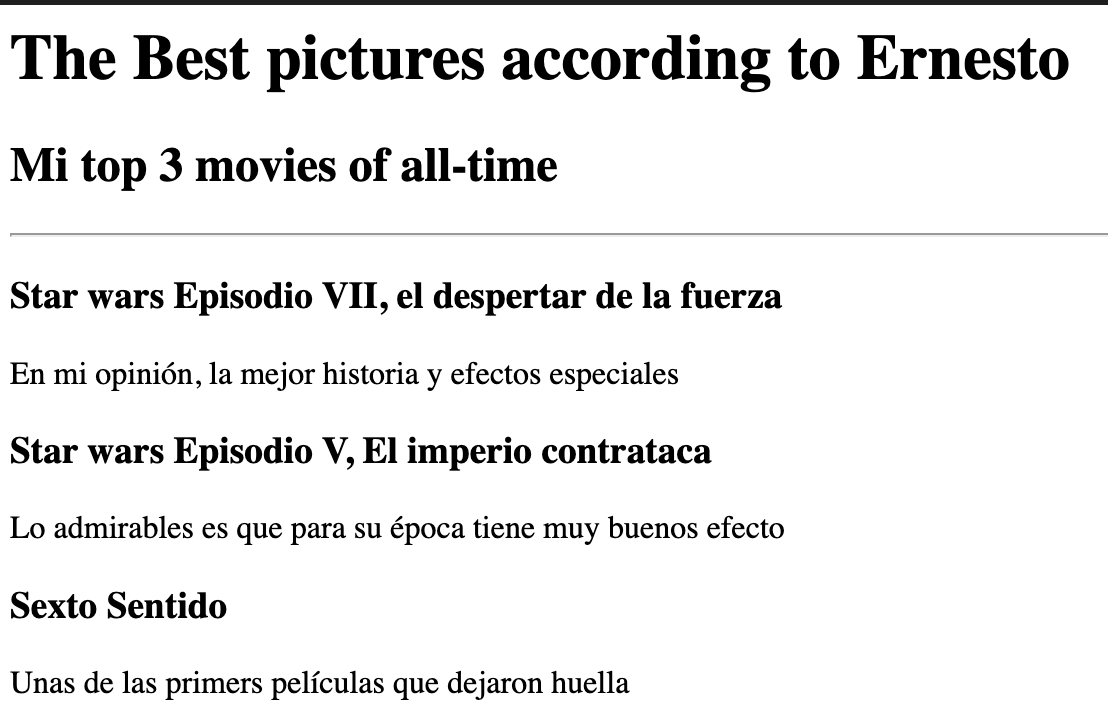 The Best pictures according to Ernesto
Mi top 3 movies of all-time
Star wars Episodio VII, el despertar de la fuerza
En mi opinión, la mejor historia y efectos especiales
Star wars Episodio V, El imperio contrataca
Lo admirables es que para su época tiene muy buenos efecto
Sexto Sentido
Unas de las primers películas que dejaron huella